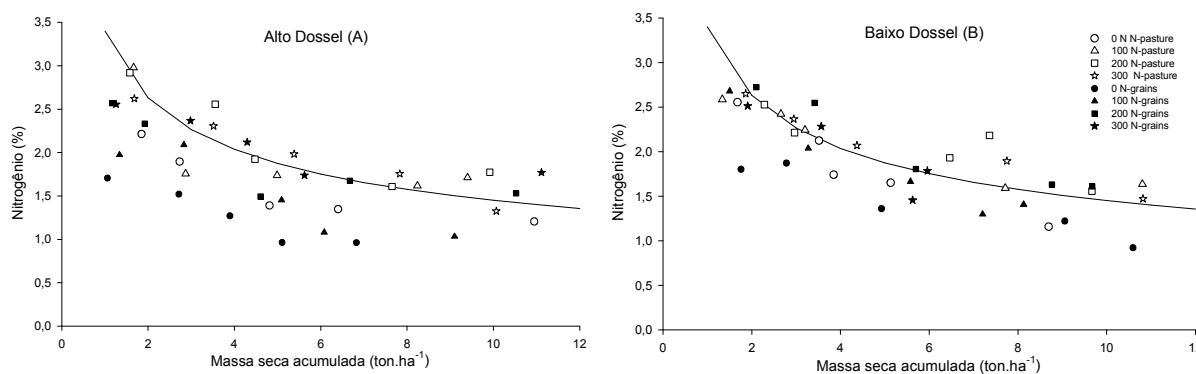 Alto Dossel (A)
3,5
3,0
2,5
2,0
1,5
1,0
0,5
0,0
Nitrogênio (%)
0 2 4 6 8 10 12
Massa seca acumulada (ton.ha-1)
Baixo Dossel (B)
0 N N-pasture
100 N-pasture
200 N-pasture
300 N-pasture
0 N-grains
100 N-grains
200 N-grains
300 N-grains
3,5
3,0
2,5
2,0
1,5
1,0
0,5
0,0
Nitrogênio (%)
0 2 4 6 8 10 12
Massa seca acumulada (ton.ha-1)